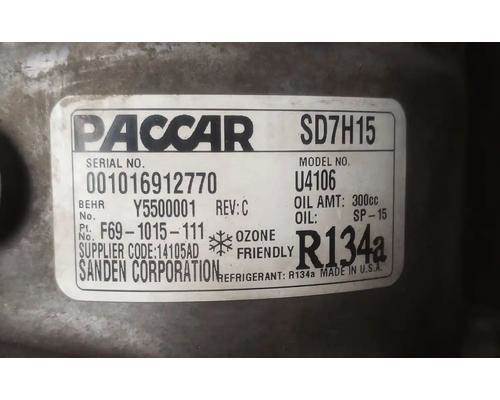 PACCAR SD7H15
SERIAL NO. MODEL NO.
001016912770 U4106
BEHR No. Y5500001 REV: C OIL AMT: 300cc
OIL: SP-15
Pt. No. F69-1015-111
SUPPLIER CODE: 14105AD OZONE FRIENDLY R134a
SANDEN CORPORATION REFRIGERANT: R134a MADE IN U.S.A.